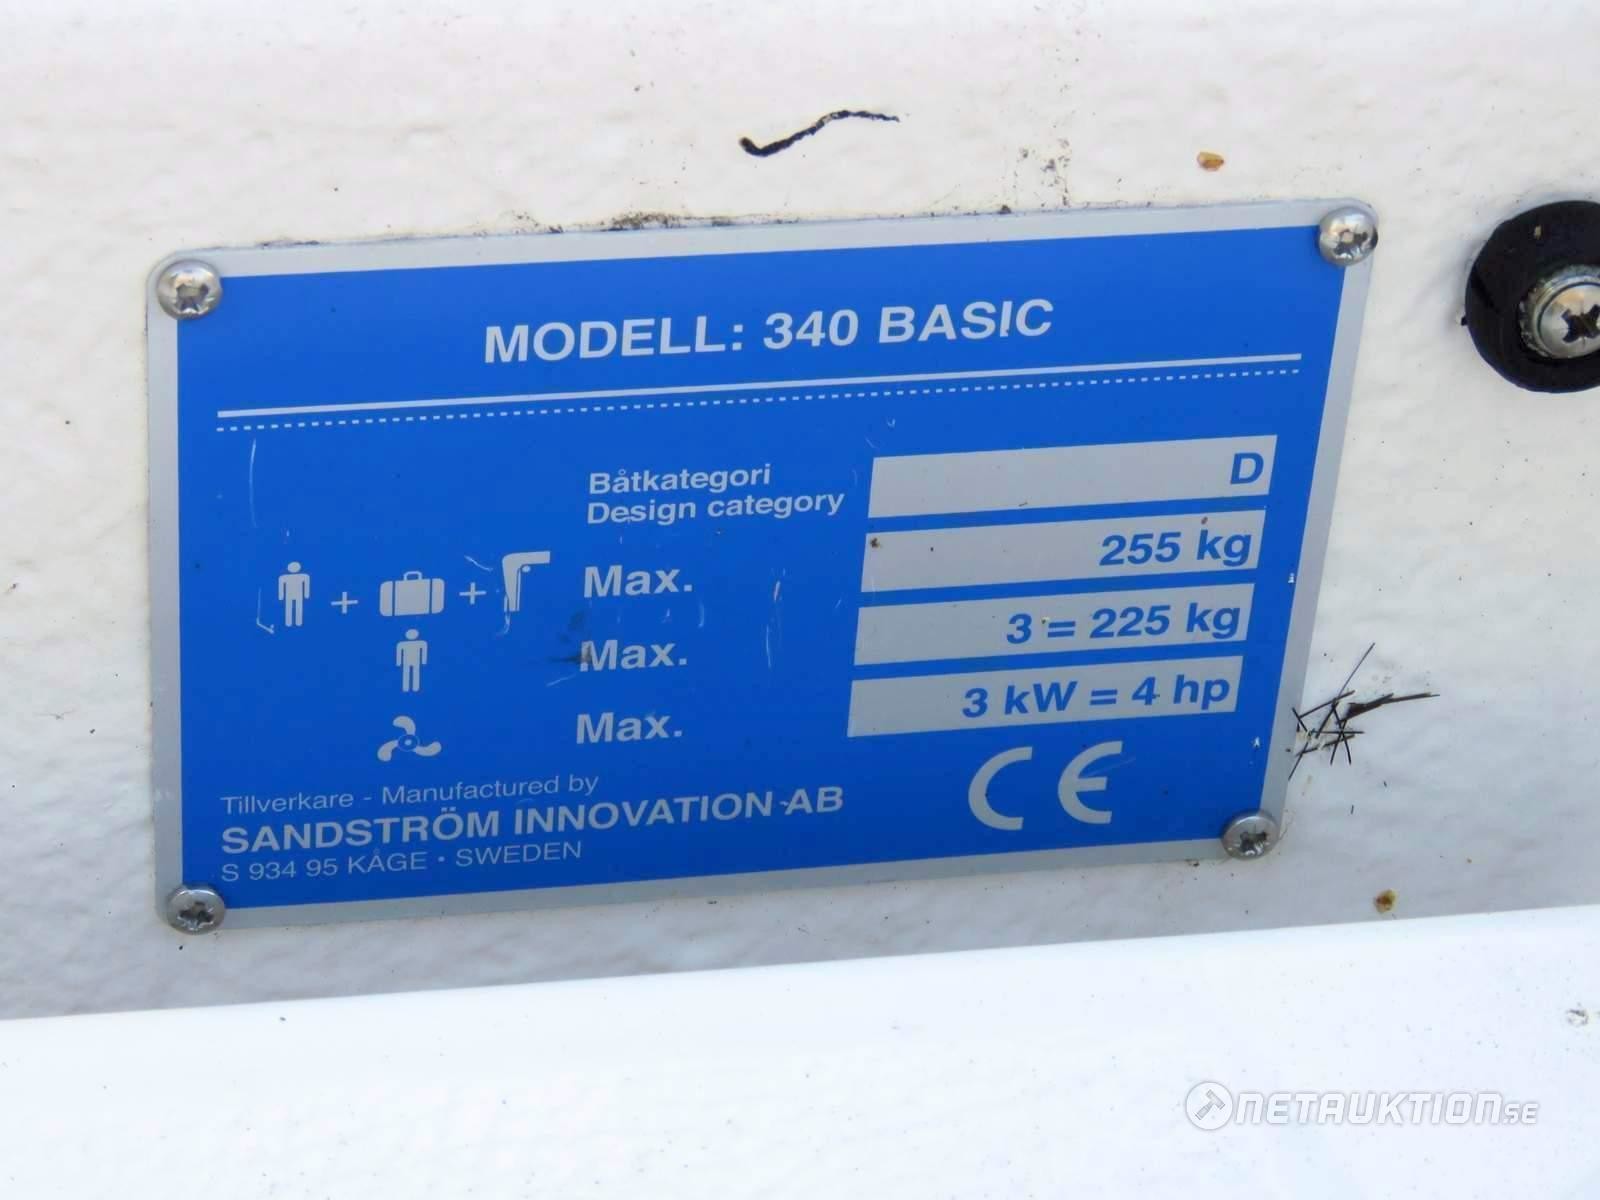 MODELL: 340 BASIC
Båtkategori
Design category
D
+ + Max. 255 kg
Max. 3 = 225 kg
Max. 3 kW = 4 hp
Tillverkare - Manufactured by
SANDSTRÖM INNOVATION AB
S 934 95 KÅGE · SWEDEN
CE
NETAUKTION.SE